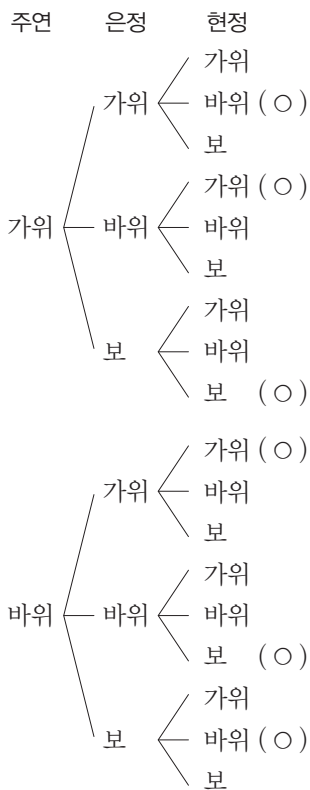 주연 은정 현정
가위
가위 바위 (○)
보
가위 (○)
가위 바위 바위
보
가위
보 바위
보 (○)
가위 (○)
가위 바위
보
가위
바위 바위 바위
보 (○)
가위
보 바위 (○)
보